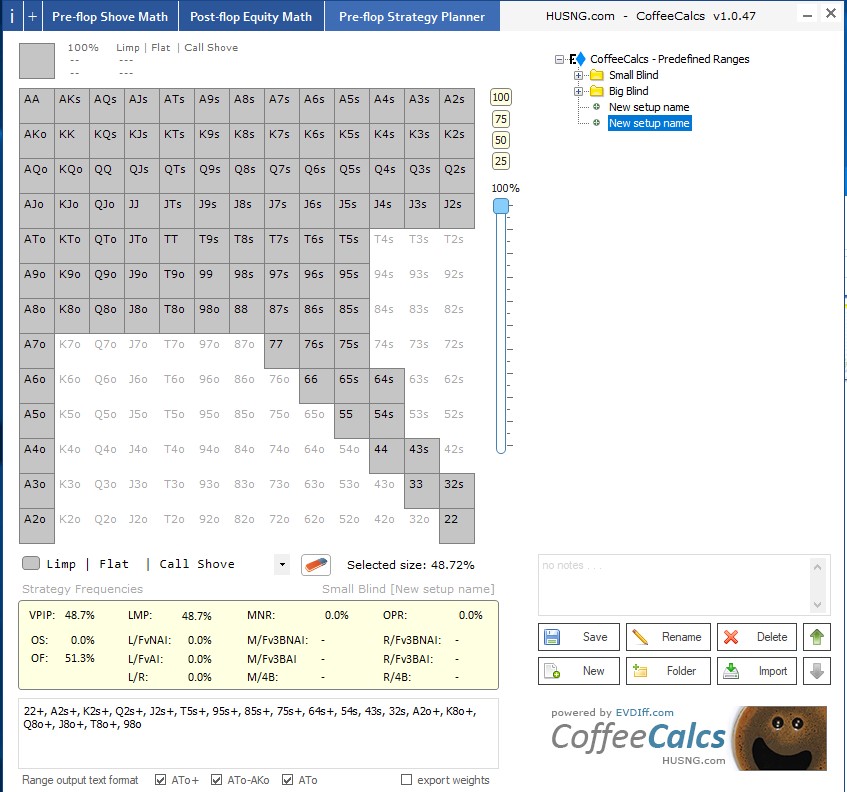 i + Pre-flop Shove Math Post-flop Equity Math Pre-flop Strategy Planner HUSNG.com - CoffeeCalcs v1.0.47
100% Limp | Flat | Call Shove
-- ---
-- ---
AA AKs AQs AJs ATs A9s A8s A7s A6s A5s A4s A3s A2s
AKo KK KQs KJs KTs K9s K8s K7s K6s K5s K4s K3s K2s
AQo KQo QQ QJs QTs Q9s Q8s Q7s Q6s Q5s Q4s Q3s Q2s
AJo KJo QJo JJ JTs J9s J8s J7s J6s J5s J4s J3s J2s
ATo KTo QTo JTo TT T9s T8s T7s T6s T5s T4s T3s T2s
A9o K9o Q9o J9o T9o 99 98s 97s 96s 95s 94s 93s 92s
A8o K8o Q8o J8o T8o 98o 88 87s 86s 85s 84s 83s 82s
A7o K7o Q7o J7o T7o 97o 87o 77 76s 75s 74s 73s 72s
A6o K6o Q6o J6o T6o 96o 86o 76o 66 65s 64s 63s 62s
A5o K5o Q5o J5o T5o 95o 85o 75o 65o 55 54s 53s 52s
A4o K4o Q4o J4o T4o 94o 84o 74o 64o 54o 44 43s 42s
A3o K3o Q3o J3o T3o 93o 83o 73o 63o 53o 43o 33 32s
A2o K2o Q2o J2o T2o 92o 82o 72o 62o 52o 42o 32o 22
100
75
50
25
100%
CoffeeCalcs - Predefined Ranges
Small Blind
Big Blind
New setup name
New setup name
Limp | Flat | Call Shove Selected size: 48.72%
Strategy Frequencies Small Blind [New setup name]
VPIP: 48.7% LMP: 48.7% MNR: 0.0% OPR: 0.0%
OS: 0.0% L/FvNAI: 0.0% M/Fv3BNAI: - R/Fv3BNAI: -
OF: 51.3% L/FvAI: 0.0% M/Fv3BAI - R/Fv3BAI: -
L/R: 0.0% M/4B: - R/4B: -
22+, A2s+, K2s+, Q2s+, J2s+, T5s+, 95s+, 85s+, 75s+, 64s+, 54s, 43s, 32s, A2o+, K8o+,
Q8o+, J8o+, T8o+, 98o
Range output text format ATo+ ATo-AKo ATo export weights
no notes . . .
Save Rename Delete
New Folder Import
powered by EVDiff.com
CoffeeCalcs
HUSNG.com